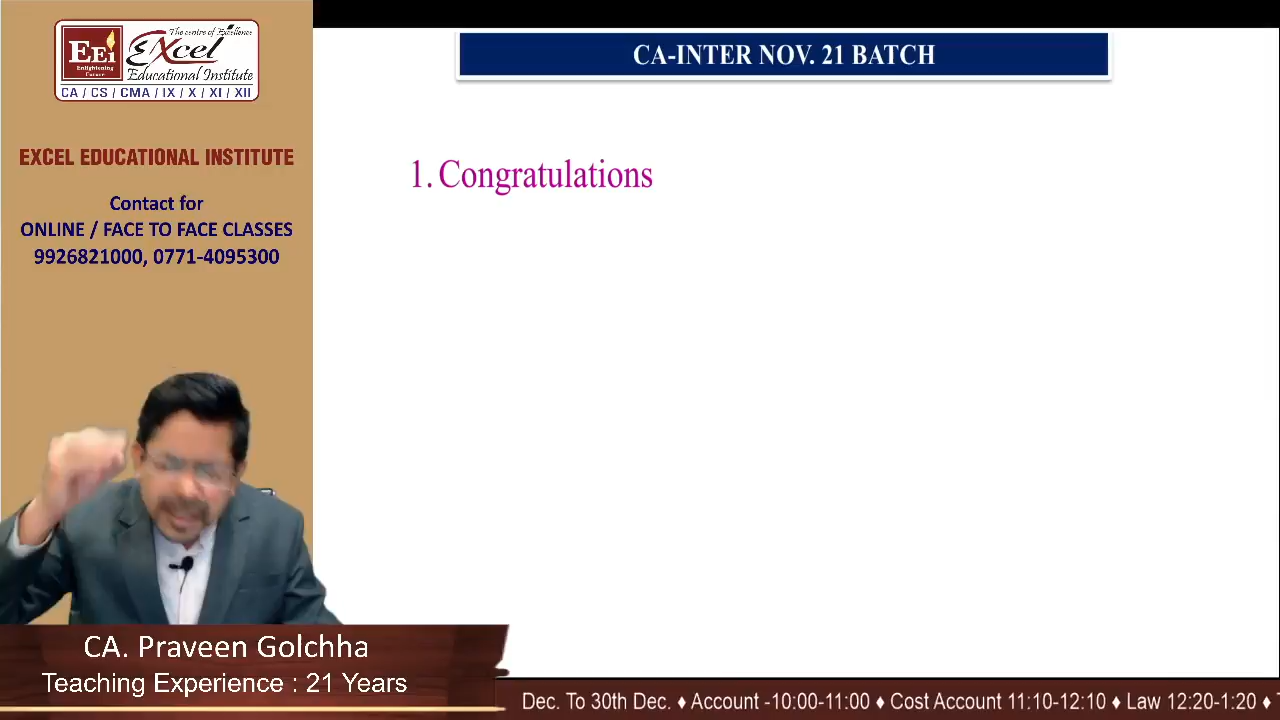 The centre of Excellence
EEi
Enlightening
Career
Excel
Educational Institute
CA / CS / CMA / IX / X / XI / XII
EXCEL EDUCATIONAL INSTITUTE
Contact for
ONLINE / FACE TO FACE CLASSES
9926821000, 0771-4095300
CA-INTER NOV. 21 BATCH
1. Congratulations
CA. Praveen Golchha
Teaching Experience : 21 Years
Dec. To 30th Dec. ♦ Account -10:00-11:00 ♦ Cost Account 11:10-12:10 ♦ Law 12:20-1:20 ♦